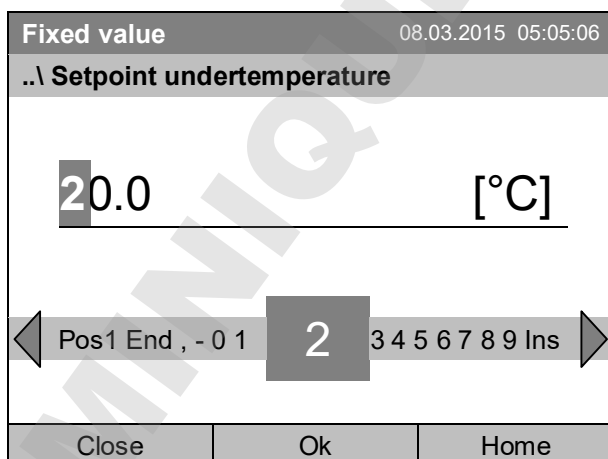 Fixed value 08.03.2015 05:05:06
..\ Setpoint undertemperature
20.0 [°C]
Pos1 End , - 0 1 2 3 4 5 6 7 8 9 Ins
Close Ok Home